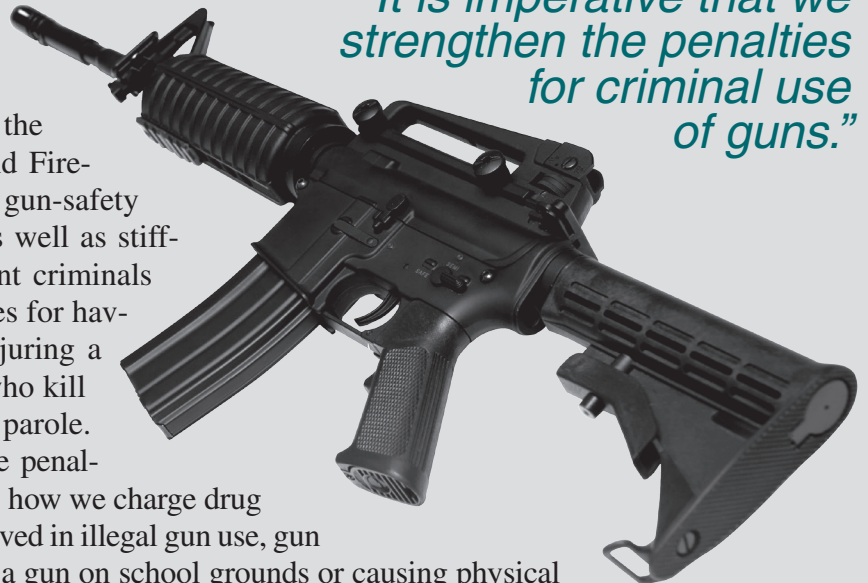 It is imperative that we
strengthen the penalties
for criminal use
of guns.”
the
d Fire-
gun-safety
s well as stiff-
nt criminals
es for hav-
juring a
who kill
parole.
e penal-
how we charge drug
ved in illegal gun use, gun
a gun on school grounds or causing physical